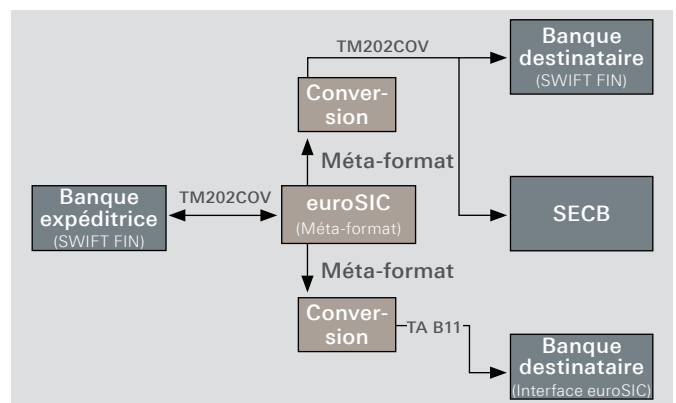 TM202COV
Banque
destinataire
(SWIFT FIN)
Conver-
sion
Méta-format
Banque
expéditrice
(SWIFT FIN)
TM202COV
euroSIC
(Méta-format)
SECB
Méta-format
Conver-
sion
TA B11
Banque
destinataire
(Interface euroSIC)